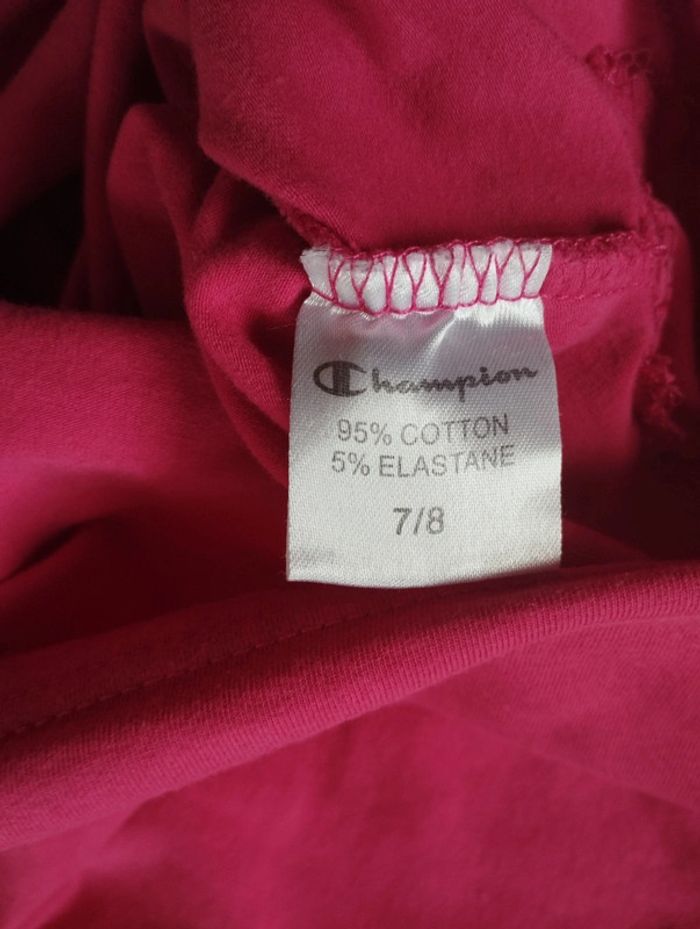 Champion
95% COTTON
5% ELASTANE
7/8